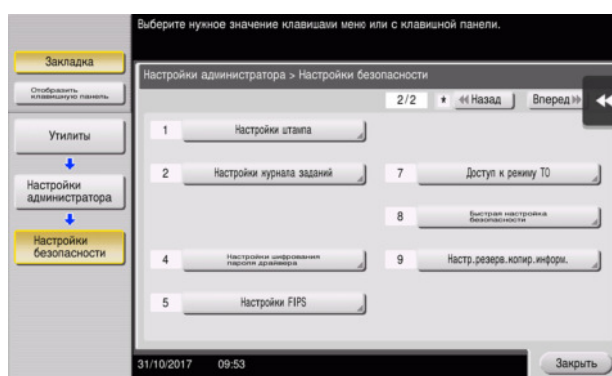 Выберите нужное значение клавишами меню или с клавишной панели.
Закладка
Отобразить
клавишную панель
Утилиты
Настройки
администратора
Настройки
безопасности
Настройки администратора > Настройки безопасности
2/2 * Назад Вперед
1 Настройки штампа
2 Настройки журнала заданий
7 Доступ к режиму ТО
8 Быстрая настройка
безопасности
4 Настройки шифрования
пароля драйвера
9 Настр.резерв.копир.информ.
5 Настройки FIPS
31/10/2017 09:53
Закрыть